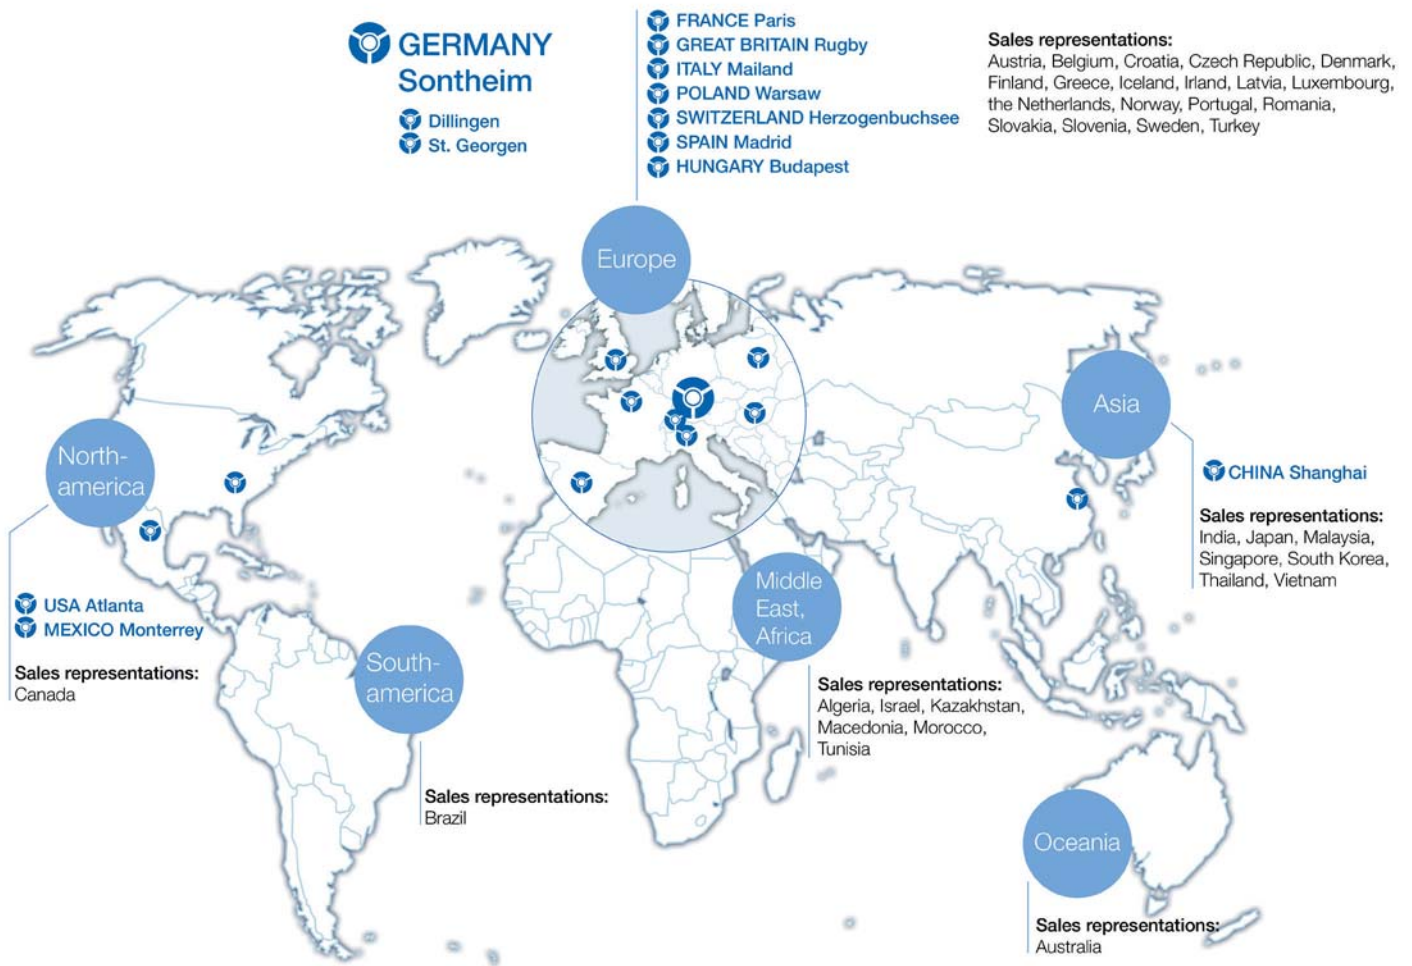 GERMANY
Sontheim
Dillingen
St. Georgen
FRANCE Paris
GREAT BRITAIN Rugby
ITALY Mailand
POLAND Warsaw
SWITZERLAND Herzogenbuchsee
SPAIN Madrid
HUNGARY Budapest
Sales representations:
Austria, Belgium, Croatia, Czech Republic, Denmark,
Finland, Greece, Iceland, Irland, Latvia, Luxembourg,
the Netherlands, Norway, Portugal, Romania,
Slovakia, Slovenia, Sweden, Turkey
Europe
Asia
CHINA Shanghai
Sales representations:
India, Japan, Malaysia,
Singapore, South Korea,
Thailand, Vietnam
North-
america
USA Atlanta
MEXICO Monterrey
Sales representations:
Canada
South-
america
Sales representations:
Brazil
Middle
East,
Africa
Sales representations:
Algeria, Israel, Kazakhstan,
Macedonia, Morocco,
Tunisia
Oceania
Sales representations:
Australia